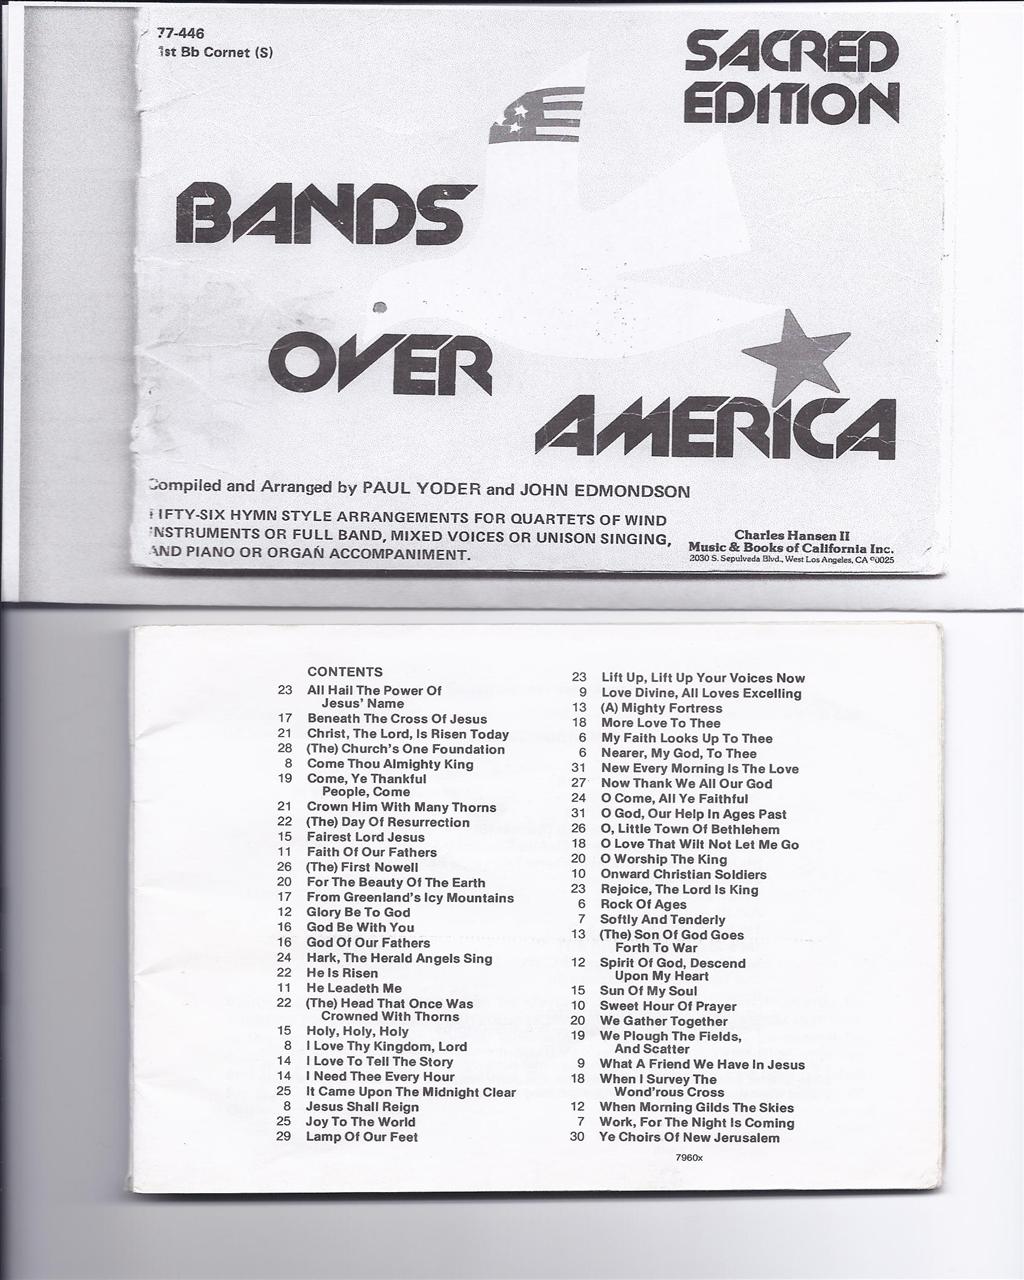 77-446
1st Bb Cornet (S)
SACRED
EDITION
BANDS
OVER
AMERICA
Compiled and Arranged by PAUL YODER and JOHN EDMONDSON
FIFTY-SIX HYMN STYLE ARRANGEMENTS FOR QUARTETS OF WIND
INSTRUMENTS OR FULL BAND, MIXED VOICES OR UNISON SINGING,
AND PIANO OR ORGAN ACCOMPANIMENT.
Charles Hansen II
Music & Books of California Inc.
2030 S. Sepulveda Blvd., West Los Angeles, CA 90025
CONTENTS
23 All Hail The Power Of
Jesus' Name
17 Beneath The Cross Of Jesus
21 Christ, The Lord, Is Risen Today
28 (The) Church's One Foundation
8 Come Thou Almighty King
19 Come, Ye Thankful
People, Come
21 Crown Him With Many Thorns
22 (The) Day Of Resurrection
15 Fairest Lord Jesus
11 Faith Of Our Fathers
26 (The) First Nowell
20 For The Beauty Of The Earth
17 From Greenland's Icy Mountains
12 Glory Be To God
16 God Be With You
16 God Of Our Fathers
24 Hark, The Herald Angels Sing
22 He Is Risen
11 He Leadeth Me
22 (The) Head That Once Was
Crowned With Thorns
15 Holy, Holy, Holy
8 I Love Thy Kingdom, Lord
14 I Love To Tell The Story
14 I Need Thee Every Hour
25 It Came Upon The Midnight Clear
8 Jesus Shall Reign
25 Joy To The World
29 Lamp Of Our Feet
23 Lift Up, Lift Up Your Voices Now
9 Love Divine, All Loves Excelling
13 (A) Mighty Fortress
18 More Love To Thee
6 My Faith Looks Up To Thee
6 Nearer, My God, To Thee
31 New Every Morning Is The Love
27 Now Thank We All Our God
24 O Come, All Ye Faithful
31 O God, Our Help In Ages Past
26 O, Little Town Of Bethlehem
18 O Love That Wilt Not Let Me Go
20 O Worship The King
10 Onward Christian Soldiers
23 Rejoice, The Lord Is King
6 Rock Of Ages
7 Softly And Tenderly
13 (The) Son Of God Goes
Forth To War
12 Spirit Of God, Descend
Upon My Heart
15 Sun Of My Soul
10 Sweet Hour Of Prayer
20 We Gather Together
19 We Plough The Fields,
And Scatter
9 What A Friend We Have In Jesus
18 When I Survey The
Wond'rous Cross
12 When Morning Gilds The Skies
7 Work, For The Night Is Coming
30 Ye Choirs Of New Jerusalem
7960x